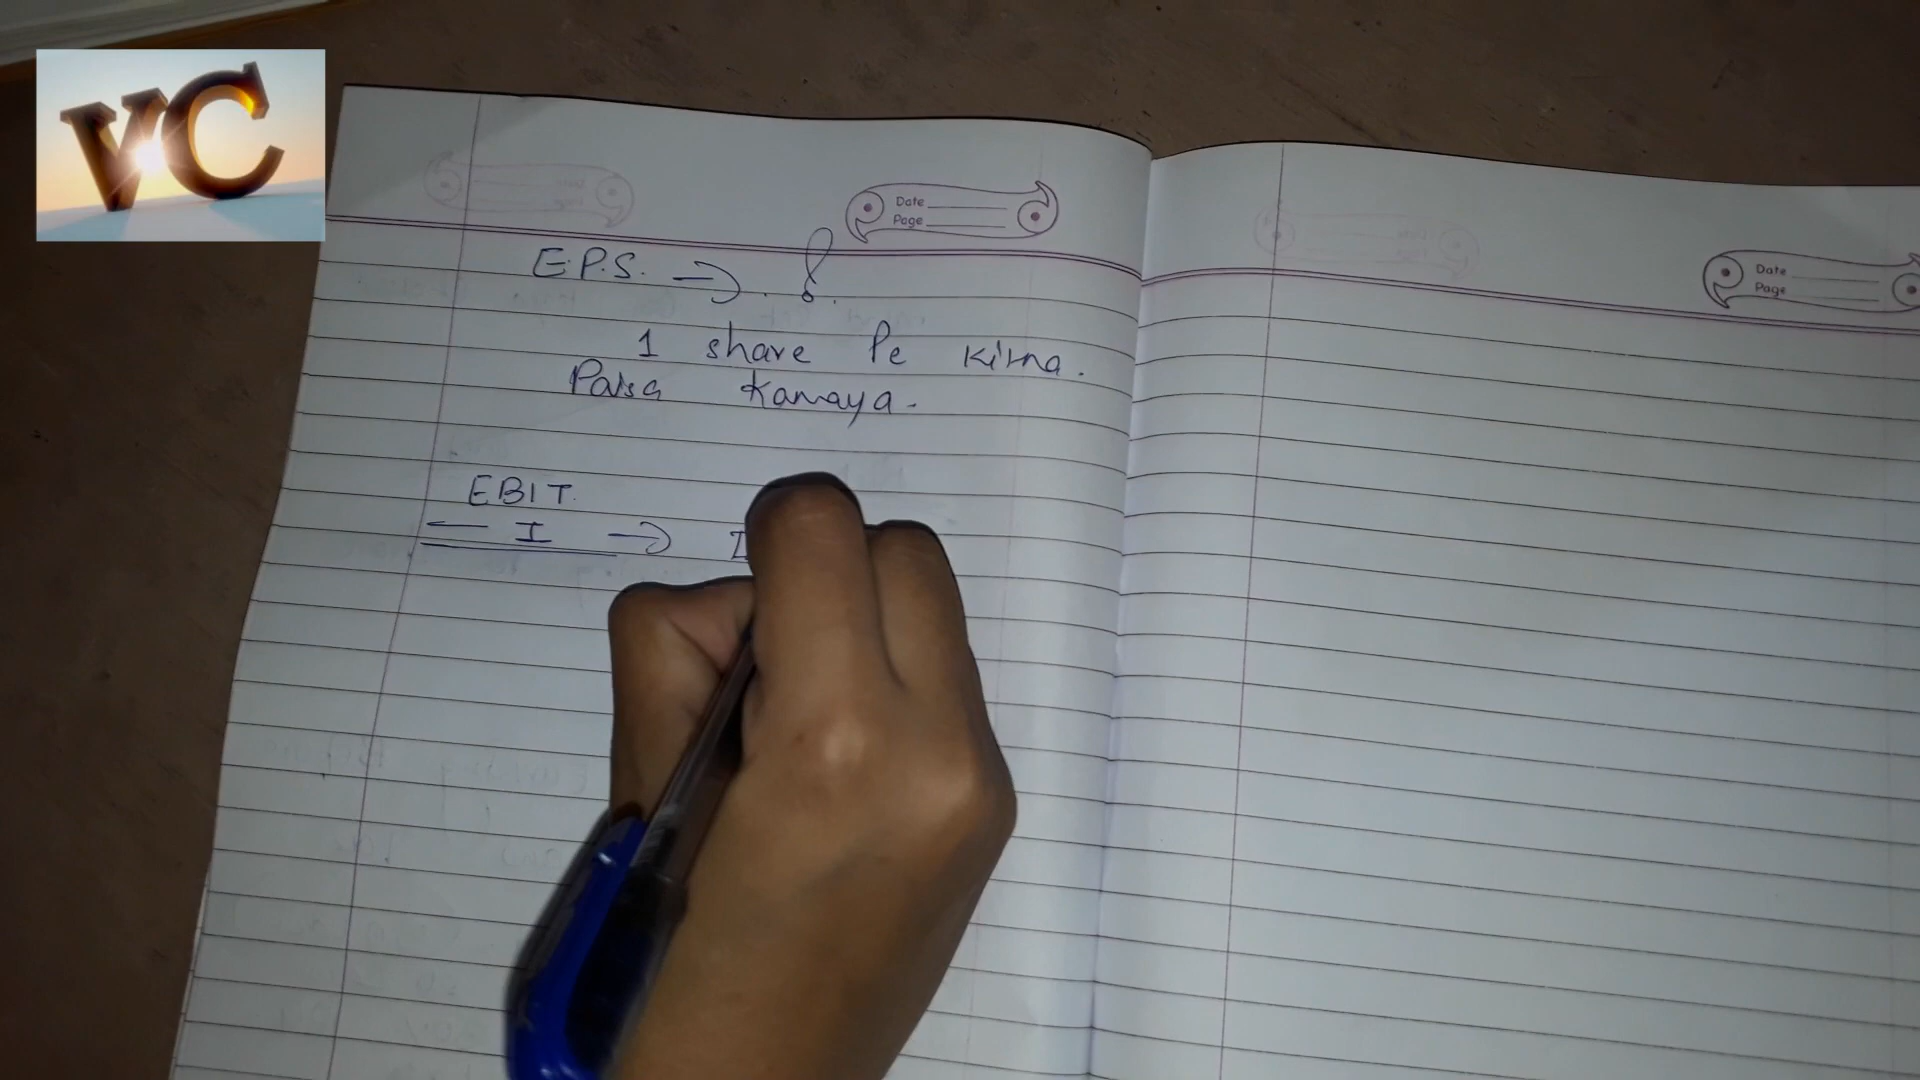 VC
Date
Page
E.P.S. →
1 share Pe Kitna.
Paisa Kamaya.
EBIT.
- I →
Date
Page